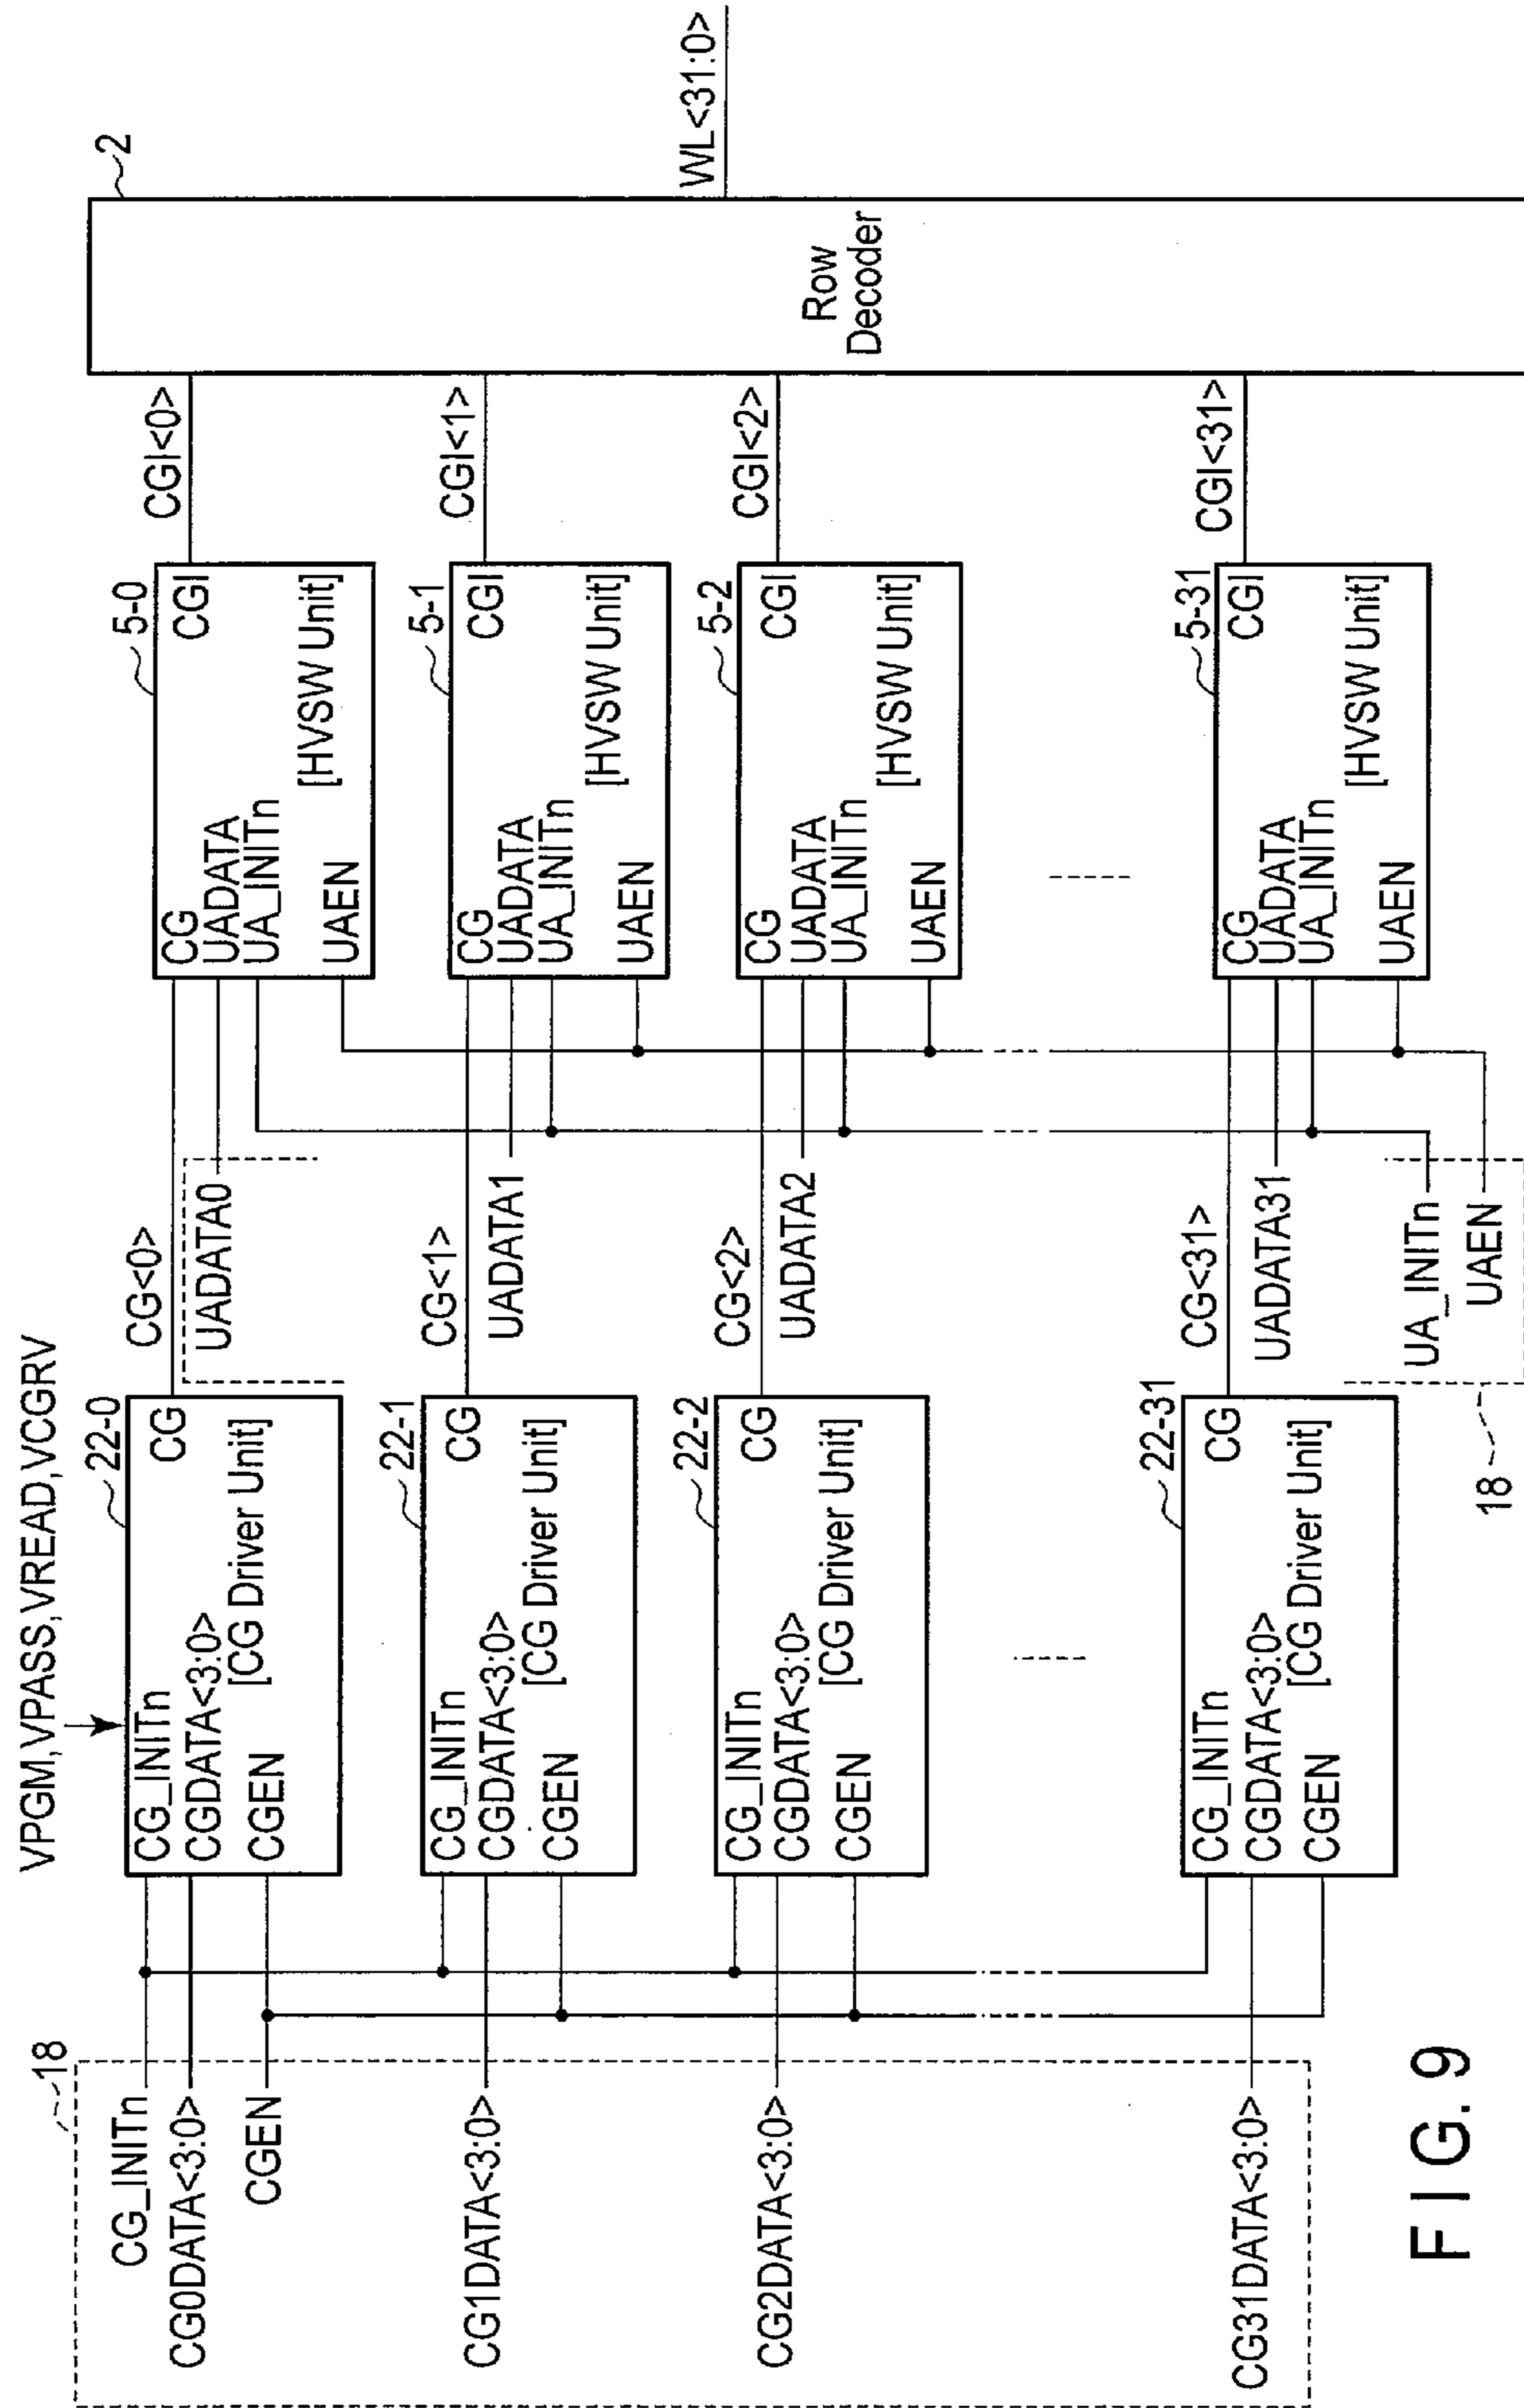 VPGM,VPASS,VREAD,VCGRV
18
CG_INITn
CG0DATA<3:0>
CGEN
CG1DATA<3:0>
CG2DATA<3:0>
CG31DATA<3:0>
22-0
CG_INITn
CG
CGDATA<3:0>
[CG Driver Unit]
CGEN
22-1
CG_INITn
CG
CGDATA<3:0>
[CG Driver Unit]
CGEN
22-2
CG_INITn
CG
CGDATA<3:0>
[CG Driver Unit]
CGEN
22-31
CG_INITn
CG
CGDATA<3:0>
[CG Driver Unit]
CGEN
CG<0>
UADATA0
CG<1>
UADATA1
CG<2>
UADATA2
CG<31>
UADATA31
UA_INITn
UAEN
18
5-0
CG
CGI
UADATA
UA_INITn
[HVSW Unit]
UAEN
5-1
CG
CGI
UADATA
UA_INITn
[HVSW Unit]
UAEN
5-2
CG
CGI
UADATA
UA_INITn
[HVSW Unit]
UAEN
5-31
CG
CGI
UADATA
UA_INITn
[HVSW Unit]
UAEN
CGI<0>
CGI<1>
CGI<2>
CGI<31>
2
Row
Decoder
WL<31:0>
FIG. 9